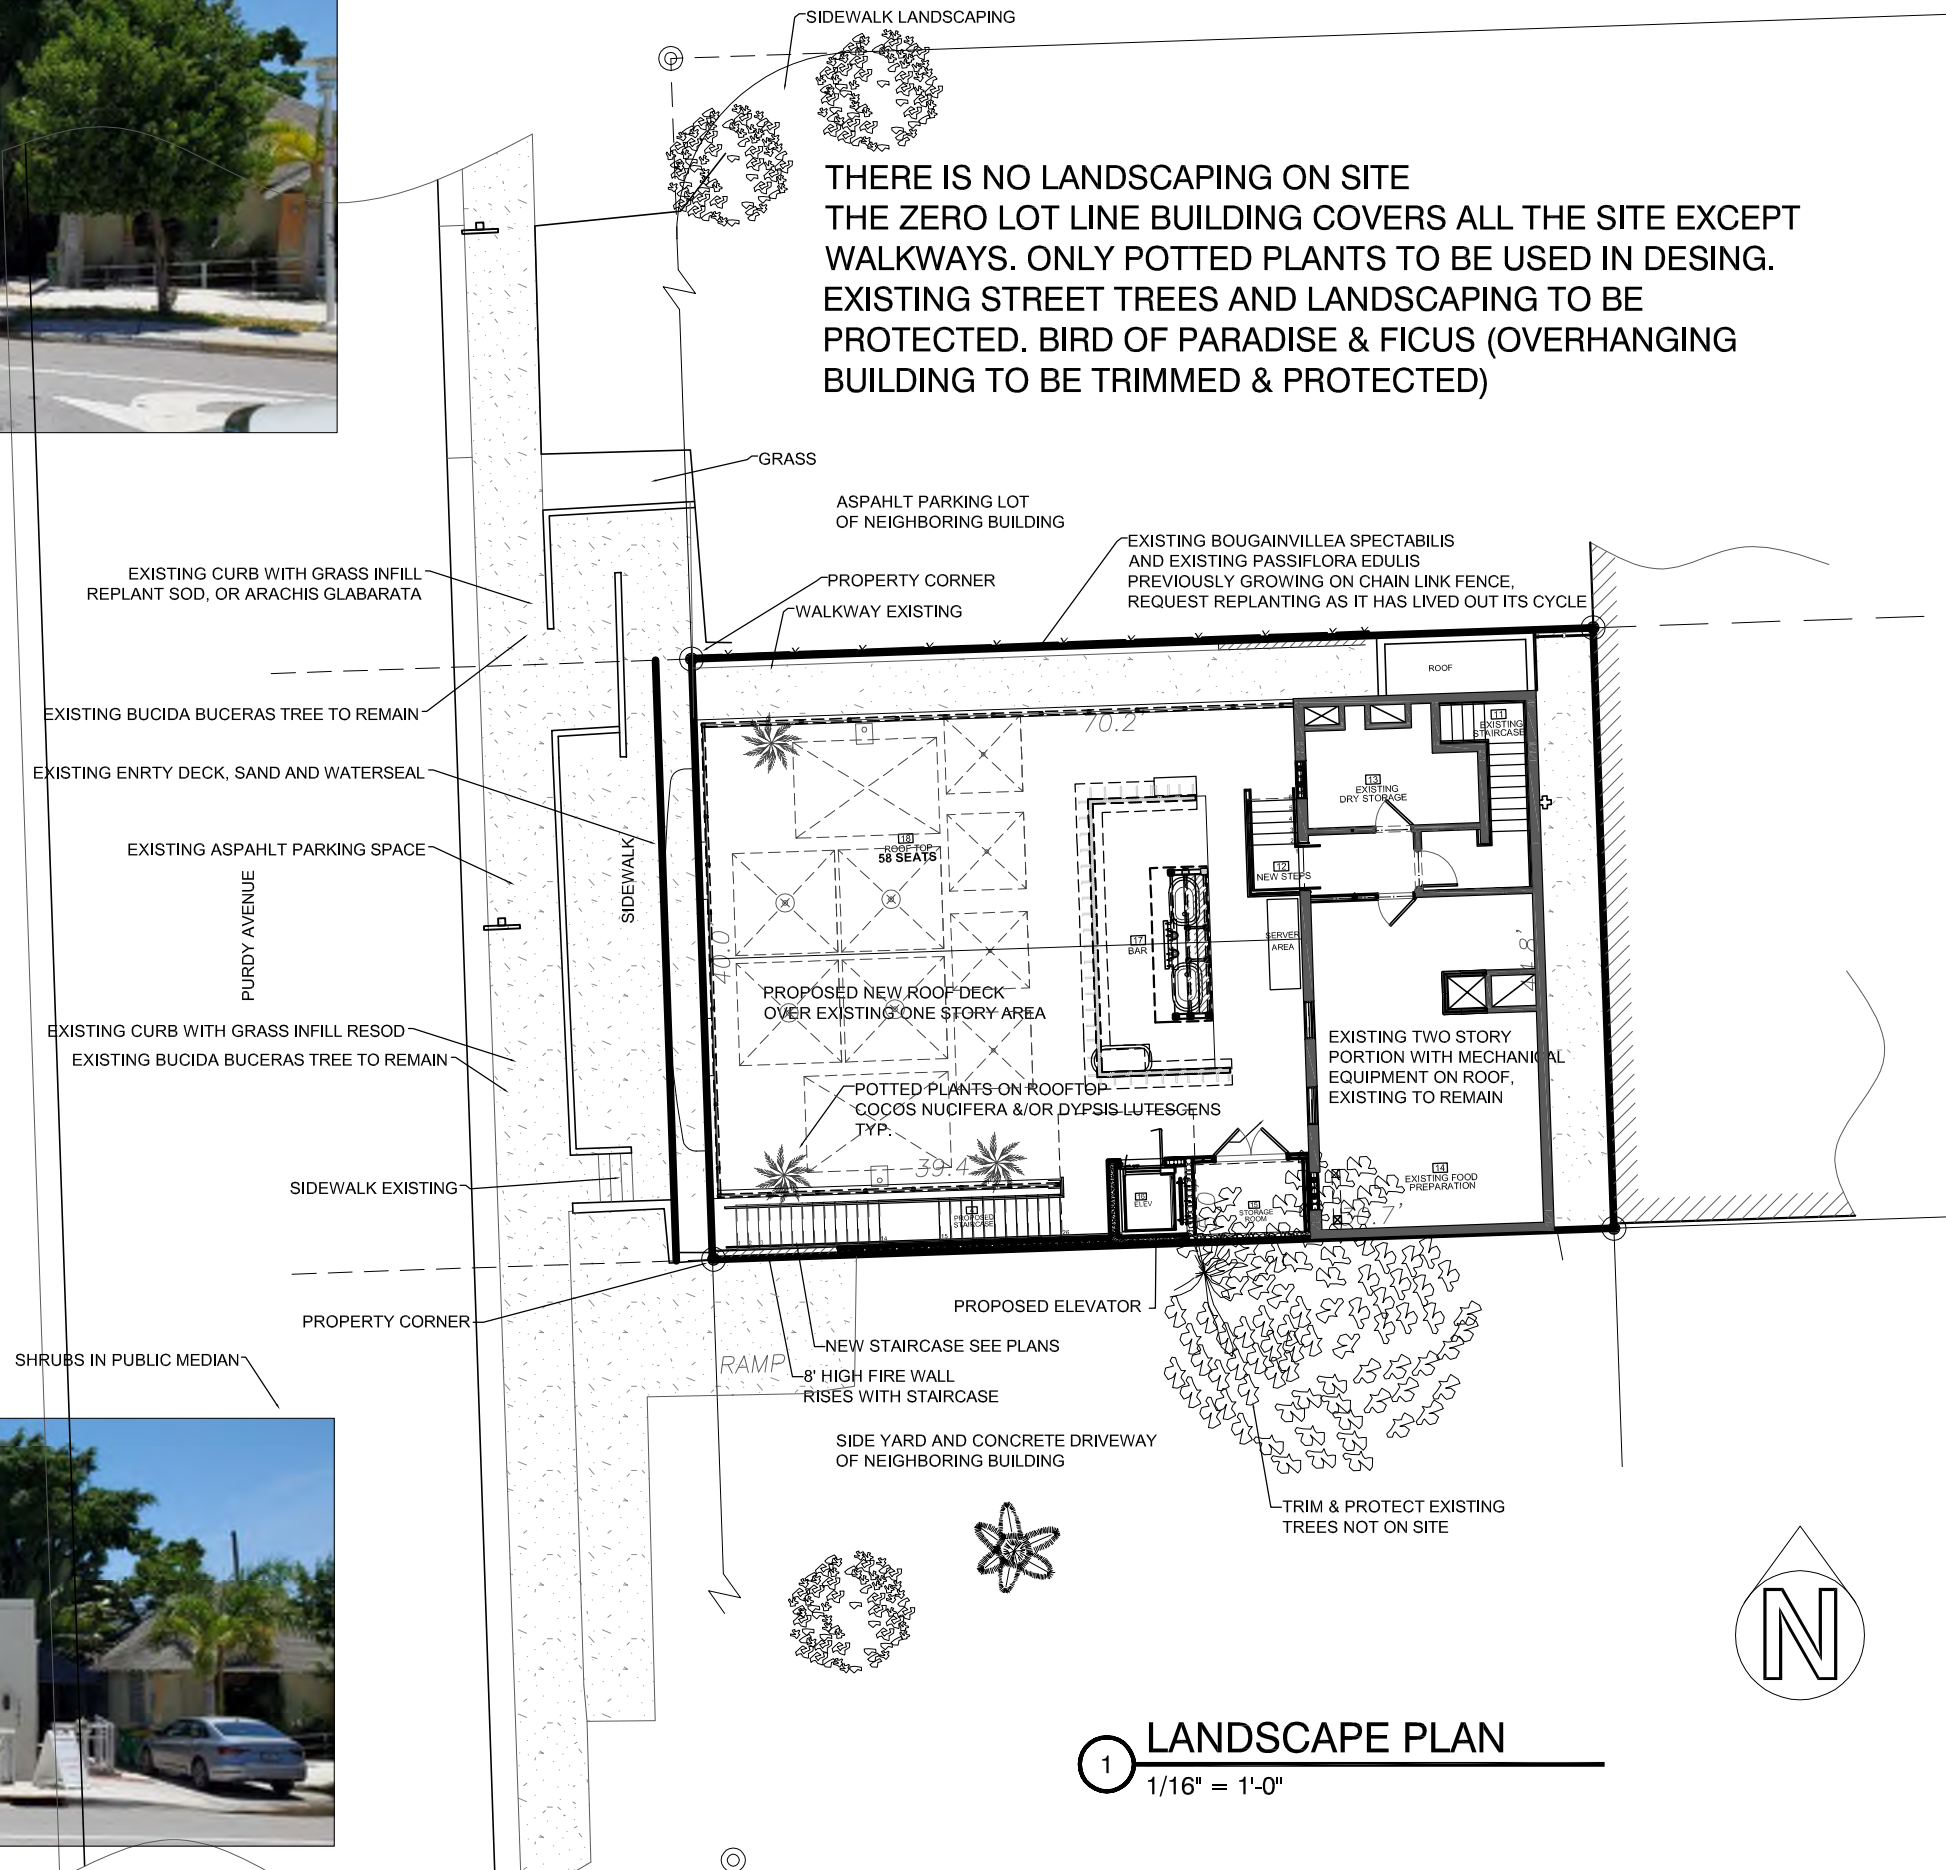 SIDEWALK LANDSCAPING
THERE IS NO LANDSCAPING ON SITE
THE ZERO LOT LINE BUILDING COVERS ALL THE SITE EXCEPT
WALKWAYS. ONLY POTTED PLANTS TO BE USED IN DESING.
EXISTING STREET TREES AND LANDSCAPING TO BE
PROTECTED. BIRD OF PARADISE & FICUS (OVERHANGING
BUILDING TO BE TRIMMED & PROTECTED)
GRASS
ASPAHLT PARKING LOT
OF NEIGHBORING BUILDING
EXISTING BOUGAINVILLEA SPECTABILIS
AND EXISTING PASSIFLORA EDULIS
PREVIOUSLY GROWING ON CHAIN LINK FENCE,
REQUEST REPLANTING AS IT HAS LIVED OUT ITS CYCLE
EXISTING CURB WITH GRASS INFILL
REPLANT SOD, OR ARACHIS GLABARATA
PROPERTY CORNER
WALKWAY EXISTING
ROOF
EXISTING BUCIDA BUCERAS TREE TO REMAIN
70.2'
11
EXISTING
STAIRCASE
EXISTING ENRTY DECK, SAND AND WATERSEAL
13
EXISTING
DRY STORAGE
18
ROOF TOP
58 SEATS
EXISTING ASPAHLT PARKING SPACE
12
NEW STEPS
PURDY AVENUE
SIDEWALK
40.0
17
BAR
SERVER
AREA
PROPOSED NEW ROOF DECK
OVER EXISTING ONE STORY AREA
EXISTING CURB WITH GRASS INFILL RESOD
EXISTING BUCIDA BUCERAS TREE TO REMAIN
EXISTING TWO STORY
PORTION WITH MECHANICAL
EQUIPMENT ON ROOF,
EXISTING TO REMAIN
POTTED PLANTS ON ROOFTOP
COCOS NUCIFERA &/OR DYPSIS LUTESCENS
TYP.
39.4
14
EXISTING FOOD
PREPARATION
SIDEWALK EXISTING
ELEV
15
STORAGE
ROOM
PROPOSED
STAIRCASE
PROPERTY CORNER
PROPOSED ELEVATOR
NEW STAIRCASE SEE PLANS
RAMP
8' HIGH FIRE WALL
RISES WITH STAIRCASE
SHRUBS IN PUBLIC MEDIAN
SIDE YARD AND CONCRETE DRIVEWAY
OF NEIGHBORING BUILDING
TRIM & PROTECT EXISTING
TREES NOT ON SITE
N
1
LANDSCAPE PLAN
1/16" = 1'-0"